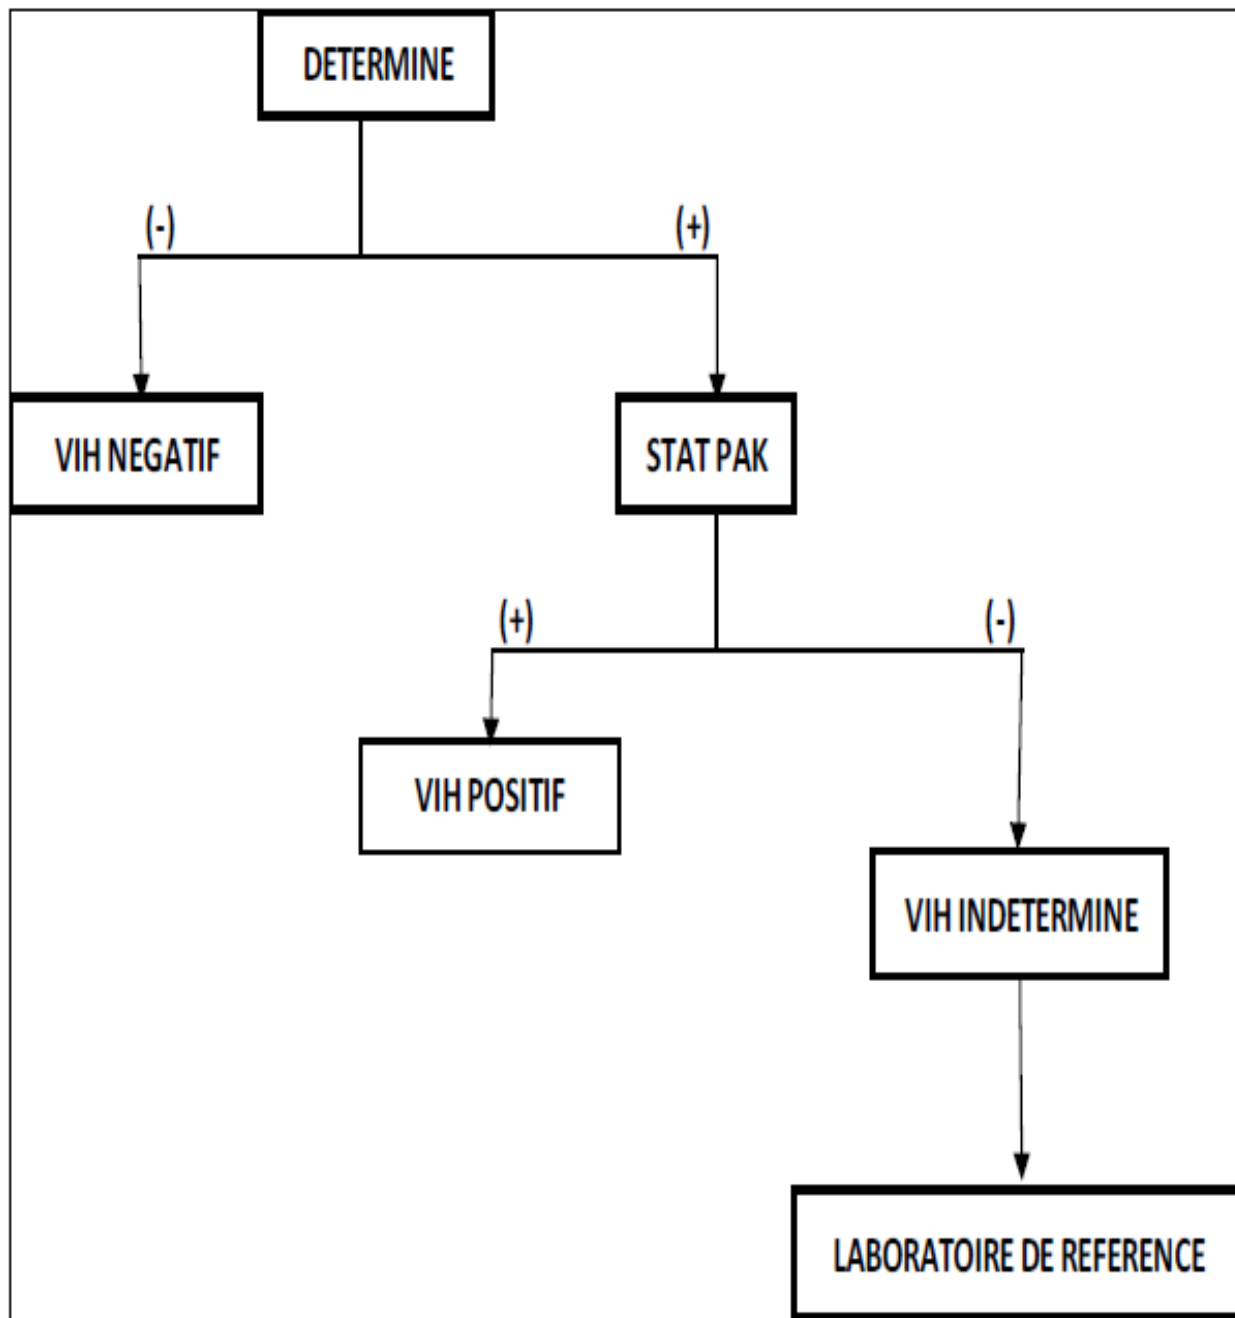 DETERMINE
(-)
(+)
VIH NEGATIF
STAT PAK
(+)
(-)
VIH POSITIF
VIH INDETERMINE
LABORATOIRE DE REFERENCE